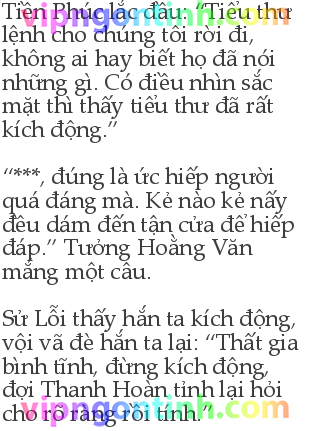 Tiền Phúc lắc đầu: “Tiểu thư
lệnh cho chúng tôi rời đi,
không ai hay biết họ đã nói
những gì. Có điều nhìn sắc
mặt thì thấy tiểu thư đã rất
kích động.”
“***, đúng là ức hiếp người
quá đáng mà. Kẻ nào kẻ nấy
đều dám đến tận cửa để hiếp
đáp.” Tưởng Hoằng Văn
mắng một câu.
Sử Lỗi thấy hắn ta kích động,
vội vã đè hắn ta lại: “Thất gia
bình tĩnh, đừng kích động,
đợi Thanh Hoàn tỉnh lại hỏi
cho rõ ràng rồi tính.”
vipngontinh.com
vipngontinh.com